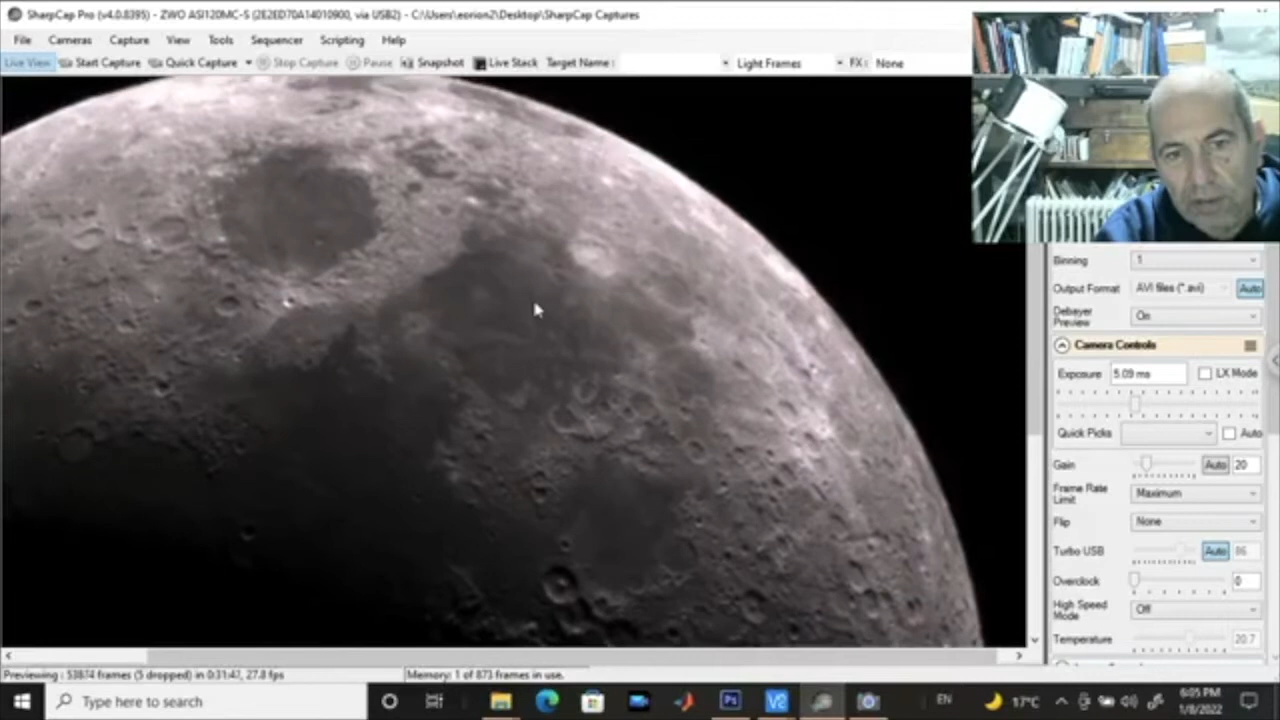 SharpCap Pro (v4.0.8395) - ZWO ASI120MC-S (2E2ED70A14010900, via USB2) - C:\Users\eorion2\Desktop\SharpCap Captures
File Cameras Capture View Tools Sequencer Scripting Help
Live View Start Capture Quick Capture Stop Capture Pause Snapshot Live Stack Target Name: Light Frames FX: None
Binning 1
Output Format AVI files (*.avi) Auto
Debayer Preview On
Camera Controls
Exposure 5.09 ms LX Mode
Quick Picks Auto
Gain Auto 20
Frame Rate Limit Maximum
Flip None
Turbo USB Auto 86
Overclock 0
High Speed Mode Off
Temperature 20.7
Previewing : 53874 frames (5 dropped) in 0:31:47, 27.8 fps Memory: 1 of 873 frames in use.
Type here to search Ps EN 17°C 6:05 PM
1/8/2022